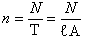 n = N/T = N/ℓA